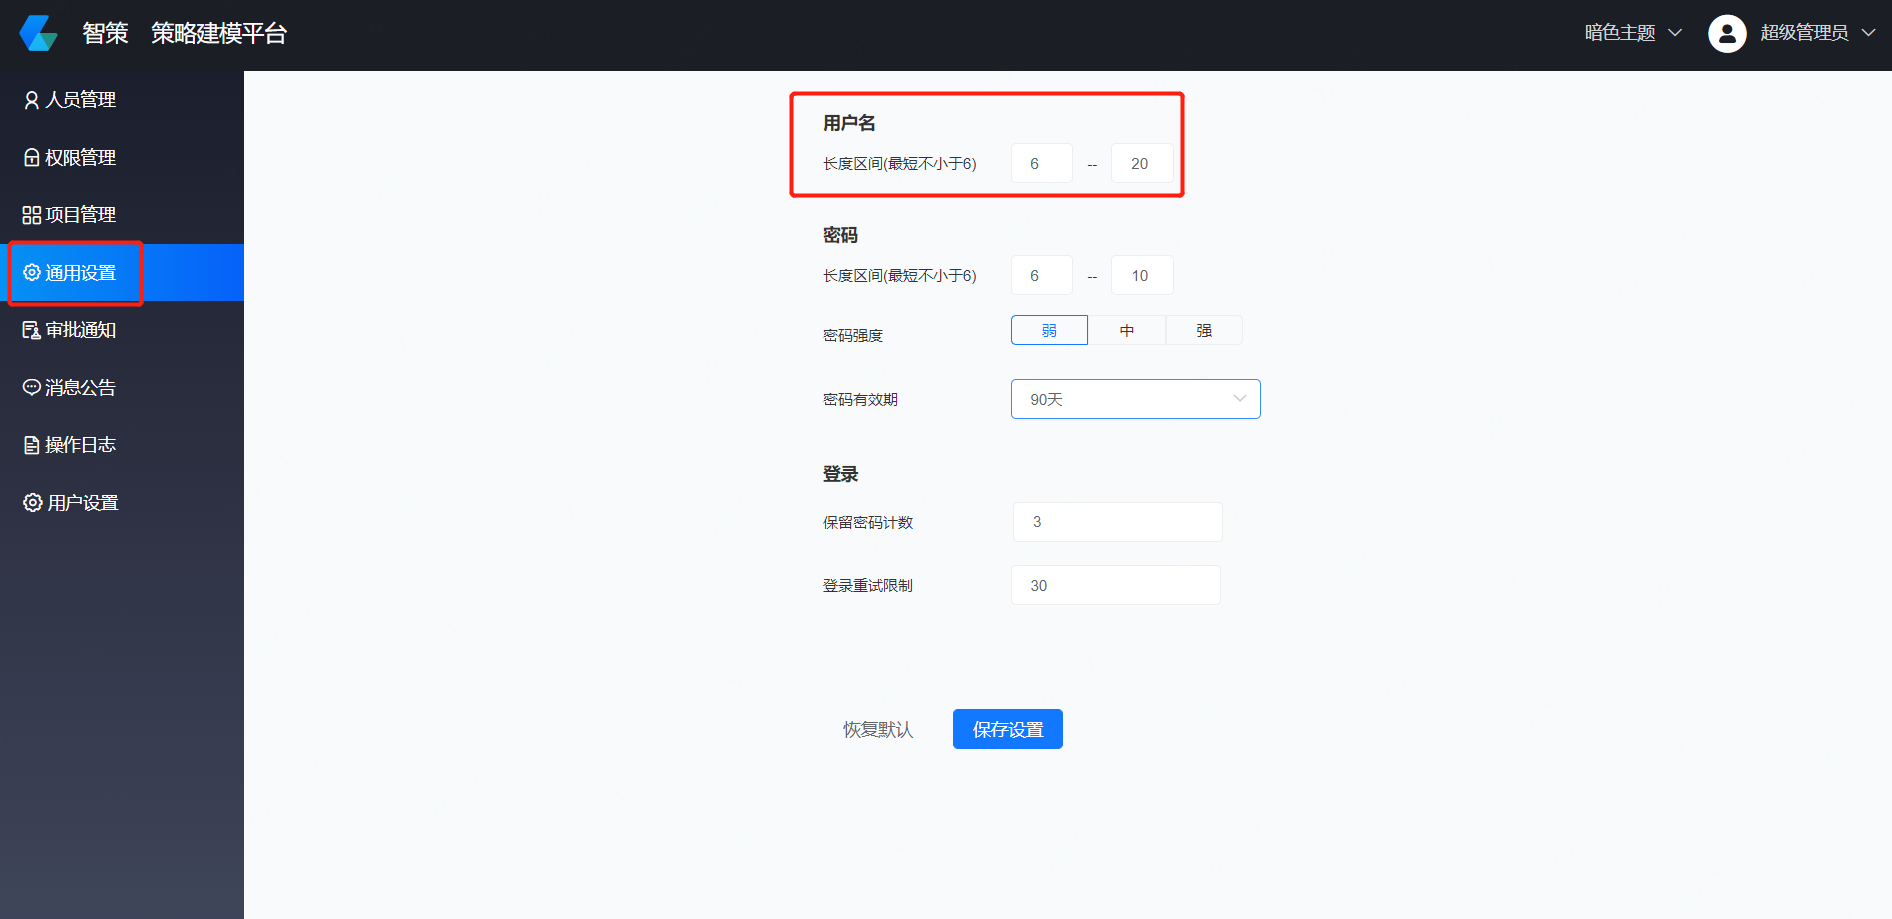 智策 策略建模平台
暗色主题
超级管理员
人员管理
权限管理
项目管理
通用设置
审批通知
消息公告
操作日志
用户设置
用户名
长度区间(最短不小于6) 6 -- 20
密码
长度区间(最短不小于6) 6 -- 10
密码强度 弱 中 强
密码有效期 90天
登录
保留密码计数 3
登录重试限制 30
恢复默认 保存设置